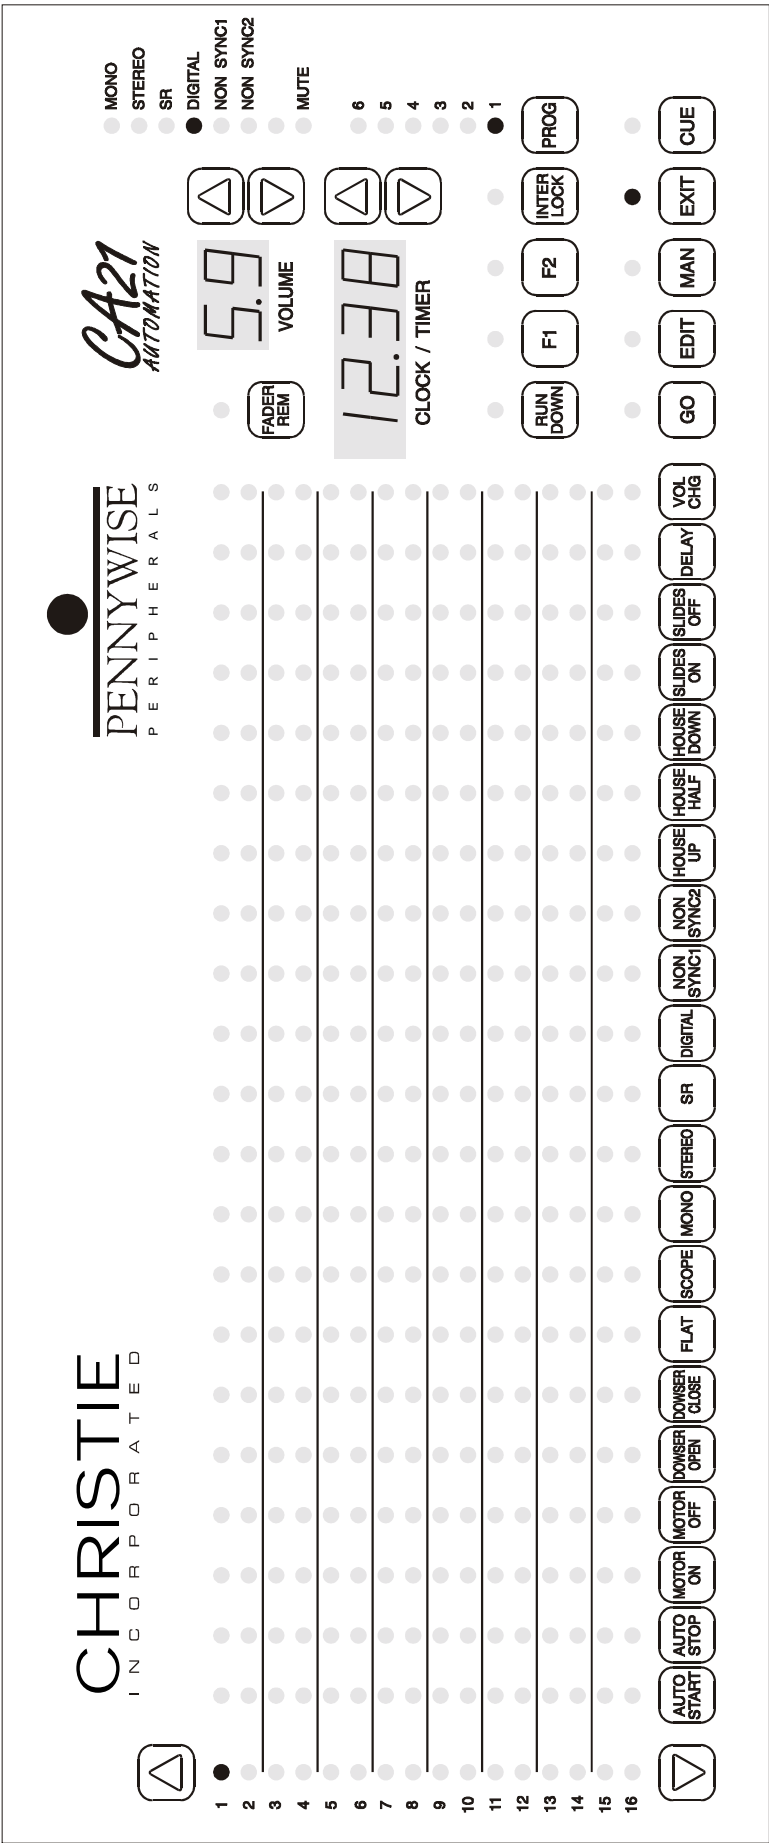 CHRISTIE
INCORPORATED
PENNYWISE
PERIPHERALS
CA21
AUTOMATION
MONO
STEREO
SR
DIGITAL
NON SYNC1
NON SYNC2
MUTE
5.9
VOLUME
FADER
REM
12.38
CLOCK / TIMER
6
5
4
3
2
1
RUN
DOWN
F1
F2
INTER
LOCK
PROG
GO
EDIT
MAN
EXIT
CUE
1
2
3
4
5
6
7
8
9
10
11
12
13
14
15
16
AUTO
START
AUTO
STOP
MOTOR
ON
MOTOR
OFF
DOWSER
OPEN
DOWSER
CLOSE
FLAT
SCOPE
MONO
STEREO
SR
DIGITAL
NON
SYNC1
NON
SYNC2
HOUSE
UP
HOUSE
HALF
HOUSE
DOWN
SLIDES
ON
SLIDES
OFF
DELAY
VOL
CHG